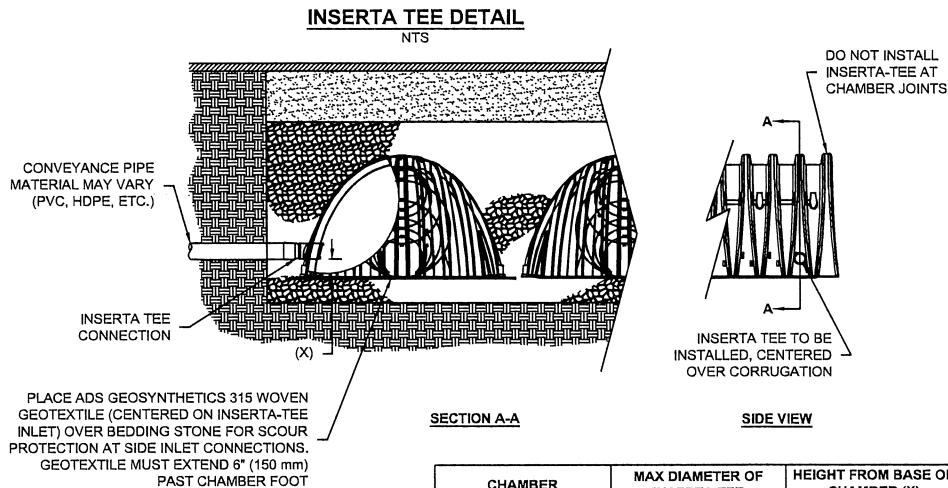 INSERTA TEE DETAIL
NTS
DO NOT INSTALL
INSERTA-TEE AT
CHAMBER JOINTS
A
CONVEYANCE PIPE
MATERIAL MAY VARY
(PVC, HDPE, ETC.)
INSERTA TEE
CONNECTION
(X)
A
INSERTA TEE TO BE
INSTALLED, CENTERED
OVER CORRUGATION
PLACE ADS GEOSYNTHETICS 315 WOVEN
GEOTEXTILE (CENTERED ON INSERTA-TEE
INLET) OVER BEDDING STONE FOR SCOUR
PROTECTION AT SIDE INLET CONNECTIONS.
GEOTEXTILE MUST EXTEND 6" (150 mm)
PAST CHAMBER FOOT
SECTION A-A
SIDE VIEW
CHAMBER
MAX DIAMETER OF
HEIGHT FROM BASE OF